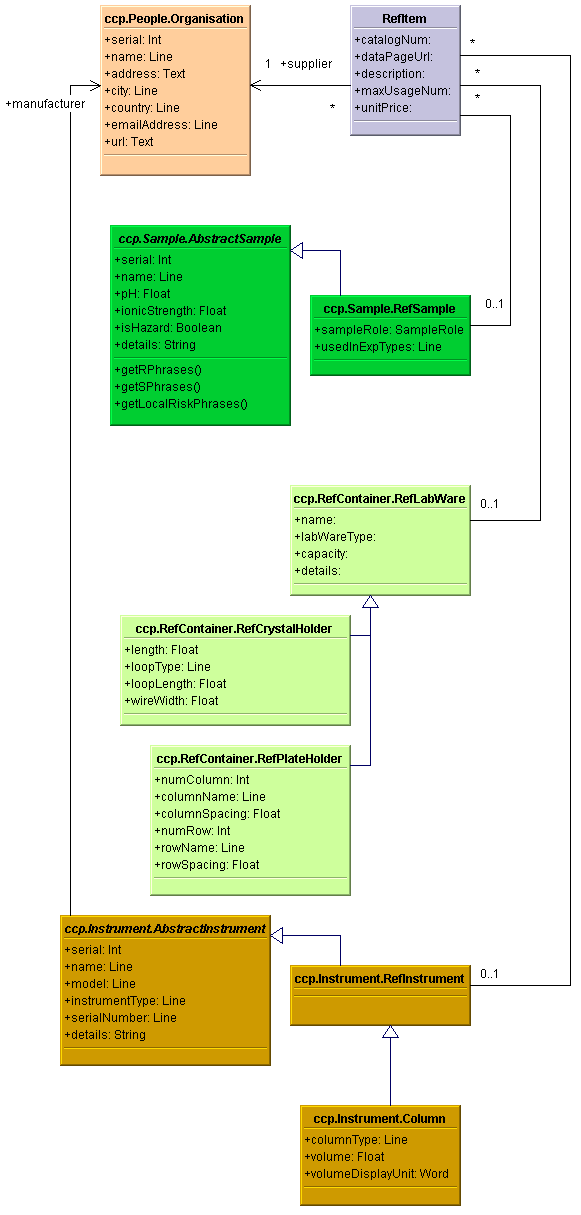 ccp.People.Organisation
+serial: Int
+name: Line
+address: Text
+city: Line
+country: Line
+emailAddress: Line
+url: Text
+manufacturer
1 +supplier
*
RefItem
+catalogNum:
+dataPageUrl:
+description:
+maxUsageNum:
+unitPrice:
*
*
*
ccp.Sample.AbstractSample
+serial: Int
+name: Line
+pH: Float
+ionicStrength: Float
+isHazard: Boolean
+details: String
+getRPhrases()
+getSPhrases()
+getLocalRiskPhrases()
ccp.Sample.RefSample
+sampleRole: SampleRole
+usedInExpTypes: Line
0..1
ccp.RefContainer.RefLabWare
+name:
+labWareType:
+capacity:
+details:
0..1
ccp.RefContainer.RefCrystalHolder
+length: Float
+loopType: Line
+loopLength: Float
+wireWidth: Float
ccp.RefContainer.RefPlateHolder
+numColumn: Int
+columnName: Line
+columnSpacing: Float
+numRow: Int
+rowName: Line
+rowSpacing: Float
ccp.Instrument.AbstractInstrument
+serial: Int
+name: Line
+model: Line
+instrumentType: Line
+serialNumber: Line
+details: String
ccp.Instrument.RefInstrument
0..1
ccp.Instrument.Column
+columnType: Line
+volume: Float
+volumeDisplayUnit: Word